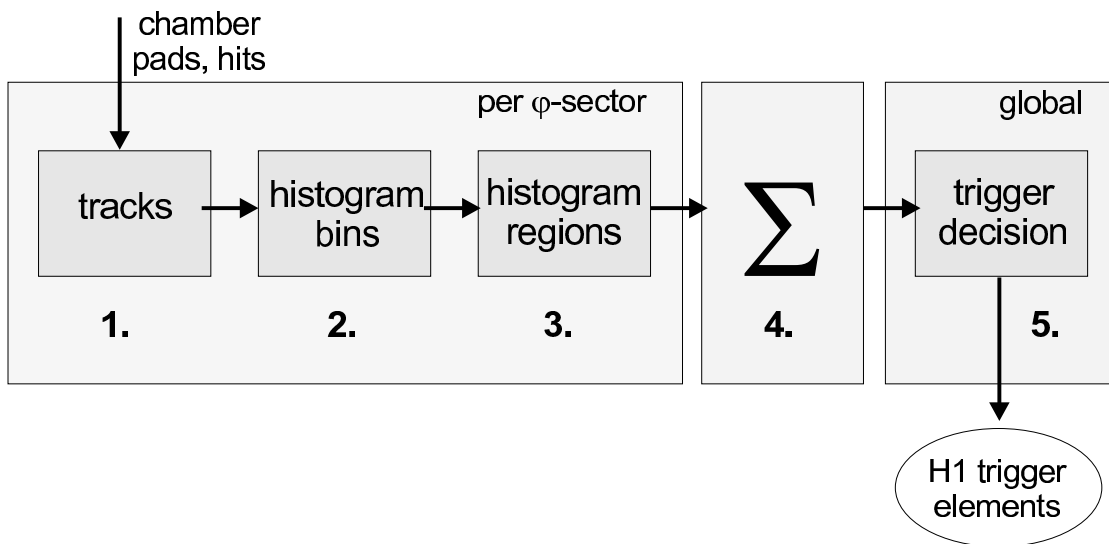 chamber
pads, hits
per φ-sector
global
tracks
histogram
bins
histogram
regions
Σ
trigger
decision
1.
2.
3.
4.
5.
H1 trigger
elements